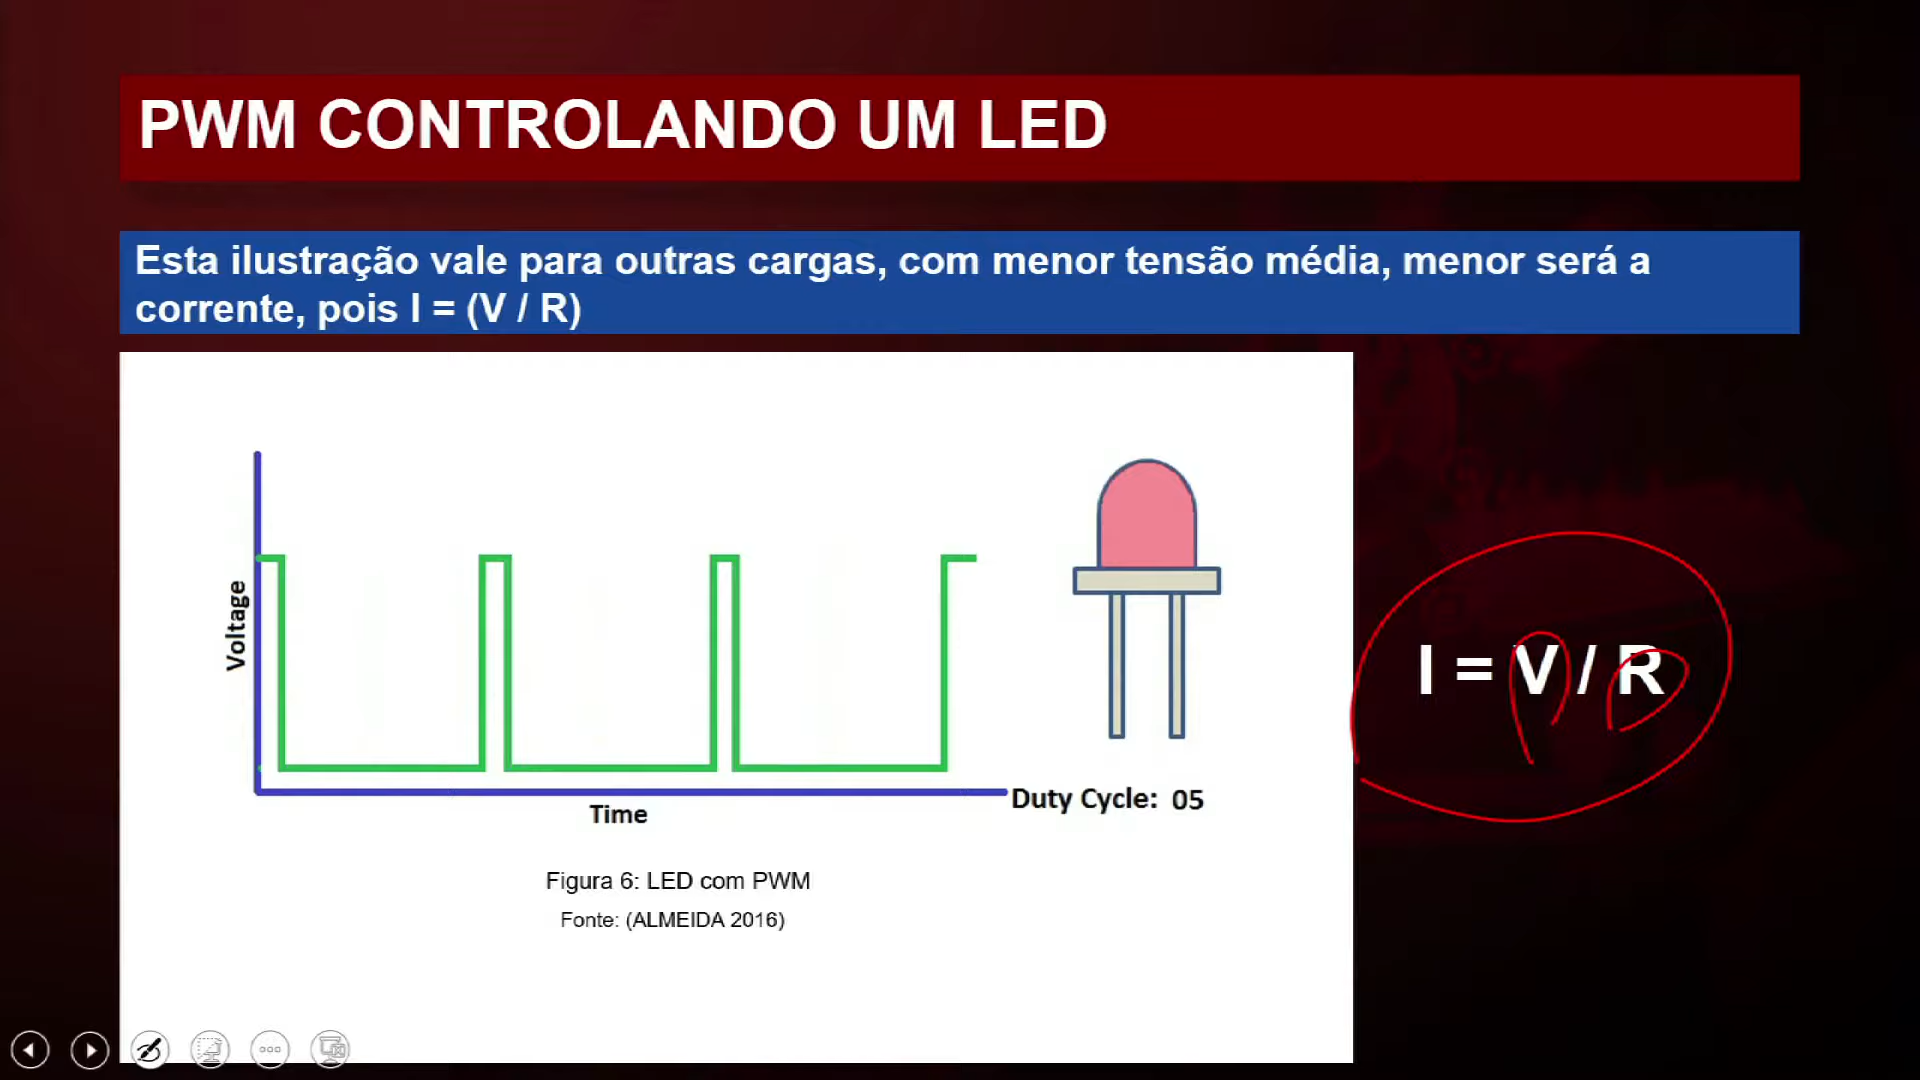 PWM CONTROLANDO UM LED
Esta ilustração vale para outras cargas, com menor tensão média, menor será a
corrente, pois I = (V / R)
Voltage
I = V / R
Duty Cycle: 05
Time
Figura 6: LED com PWM
Fonte: (ALMEIDA 2016)